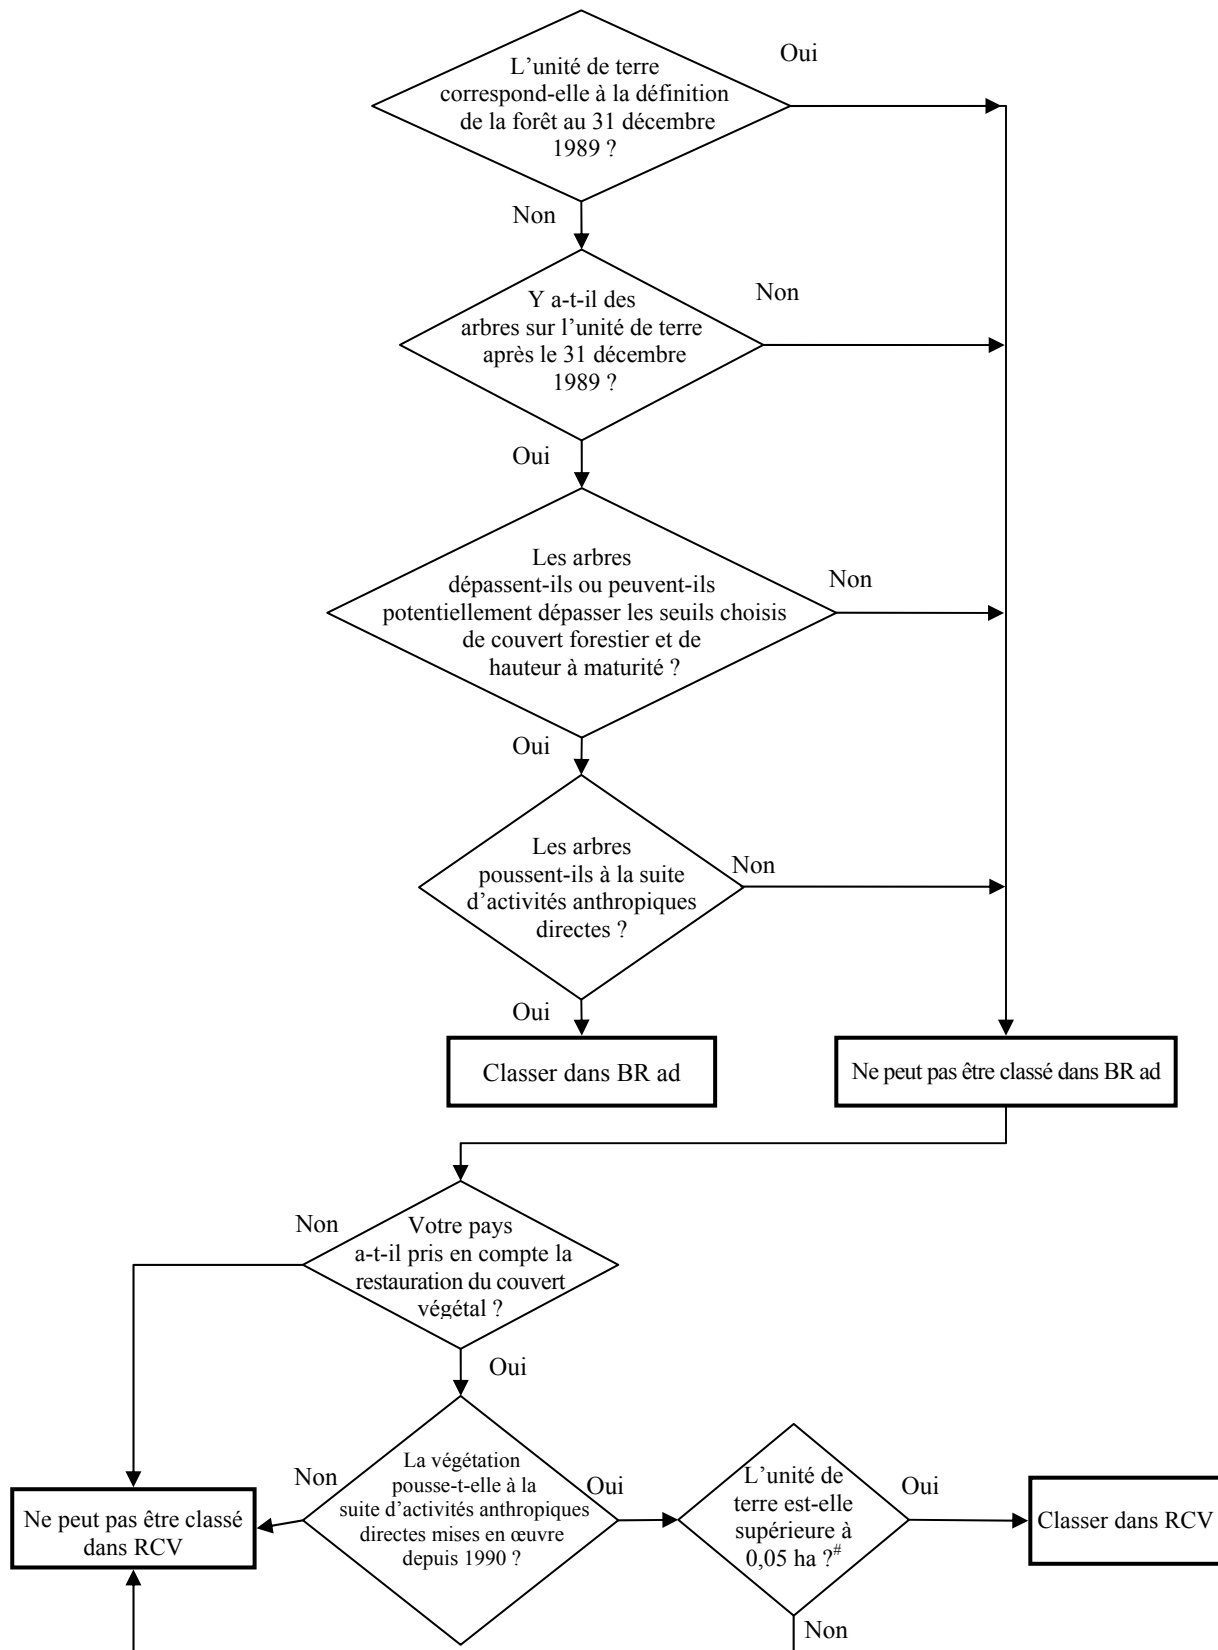 Oui
L’unité de terre
correspond-elle à la définition
de la forêt au 31 décembre
1989 ?
Non
Y a-t-il des
arbres sur l’unité de terre
après le 31 décembre
1989 ?
Non
Oui
Les arbres
dépassent-ils ou peuvent-ils
potentiellement dépasser les seuils choisis
de couvert forestier et de
hauteur à maturité ?
Non
Oui
Les arbres
poussent-ils à la suite
d’activités anthropiques
directes ?
Non
Oui
Classer dans BR ad
Ne peut pas être classé dans BR ad
Non
Votre pays
a-t-il pris en compte la
restauration du couvert
végétal ?
Oui
Non
La végétation
pousse-t-elle à la
suite d’activités anthropiques
directes mises en œuvre
depuis 1990 ?
Oui
L’unité de
terre est-elle
supérieure à
0,05 ha ?#
Oui
Ne peut pas être classé
dans RCV
Classer dans RCV
Non